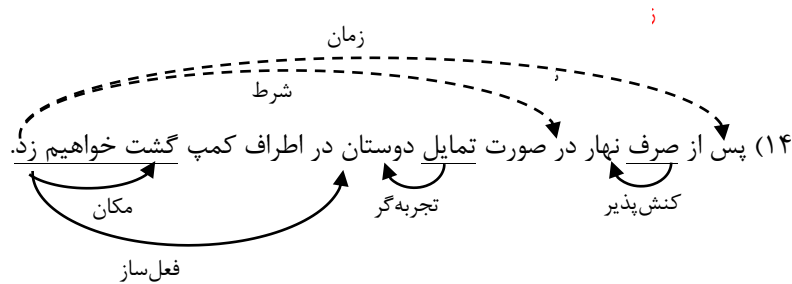 ز
زمان
شرط
۱۴) پس از صرف نهار در صورت تمایل دوستان در اطراف کمپ گشت خواهیم زد.
کنش‌پذیر
تجربه‌گر
مکان
فعل‌ساز